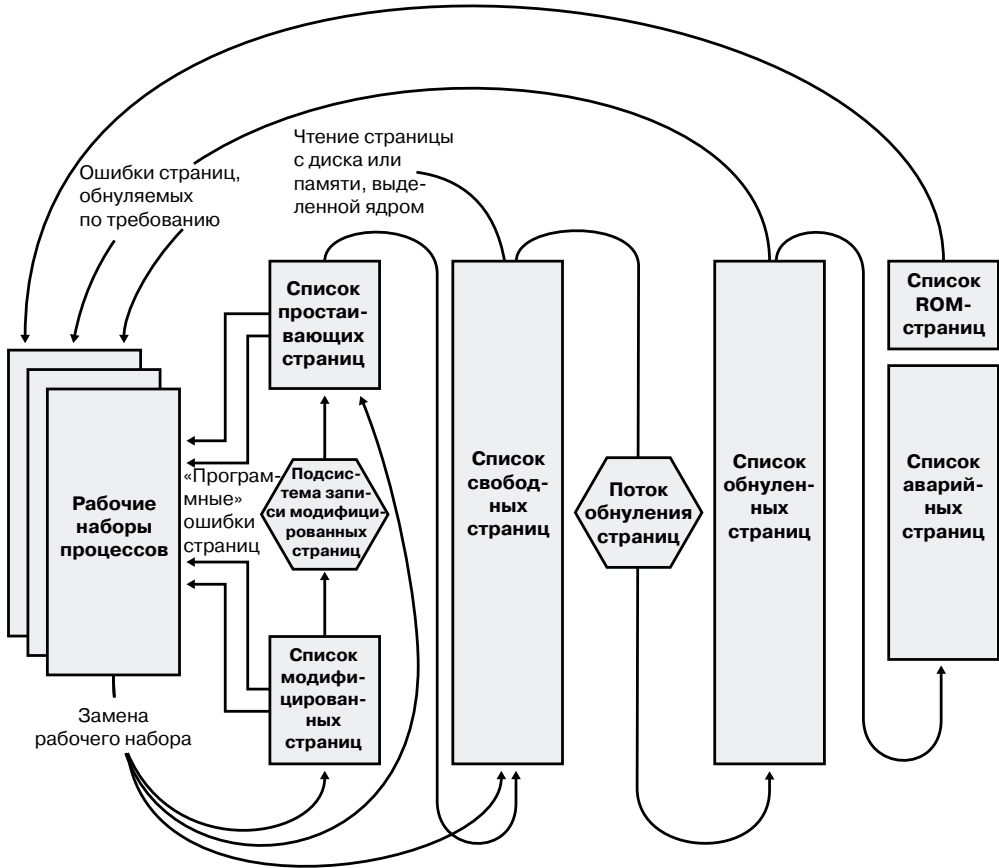 Чтение страницы
с диска или
памяти, выде-
ленной ядром
Ошибки страниц,
обнуляемых
по требованию
Список
простаи-
вающих
страниц
Список
ROM-
страниц
«Програм-
мные»
ошибки
страниц
Подсис-
тема запи-
си модифици-
рованных
страниц
Рабочие
наборы
процессов
Список
свобод-
ных
страниц
Поток
обнуления
страниц
Список
обнулен-
ных
страниц
Список
аварий-
ных
страниц
Список
модифи-
цирован-
ных
страниц
Замена
рабочего набора